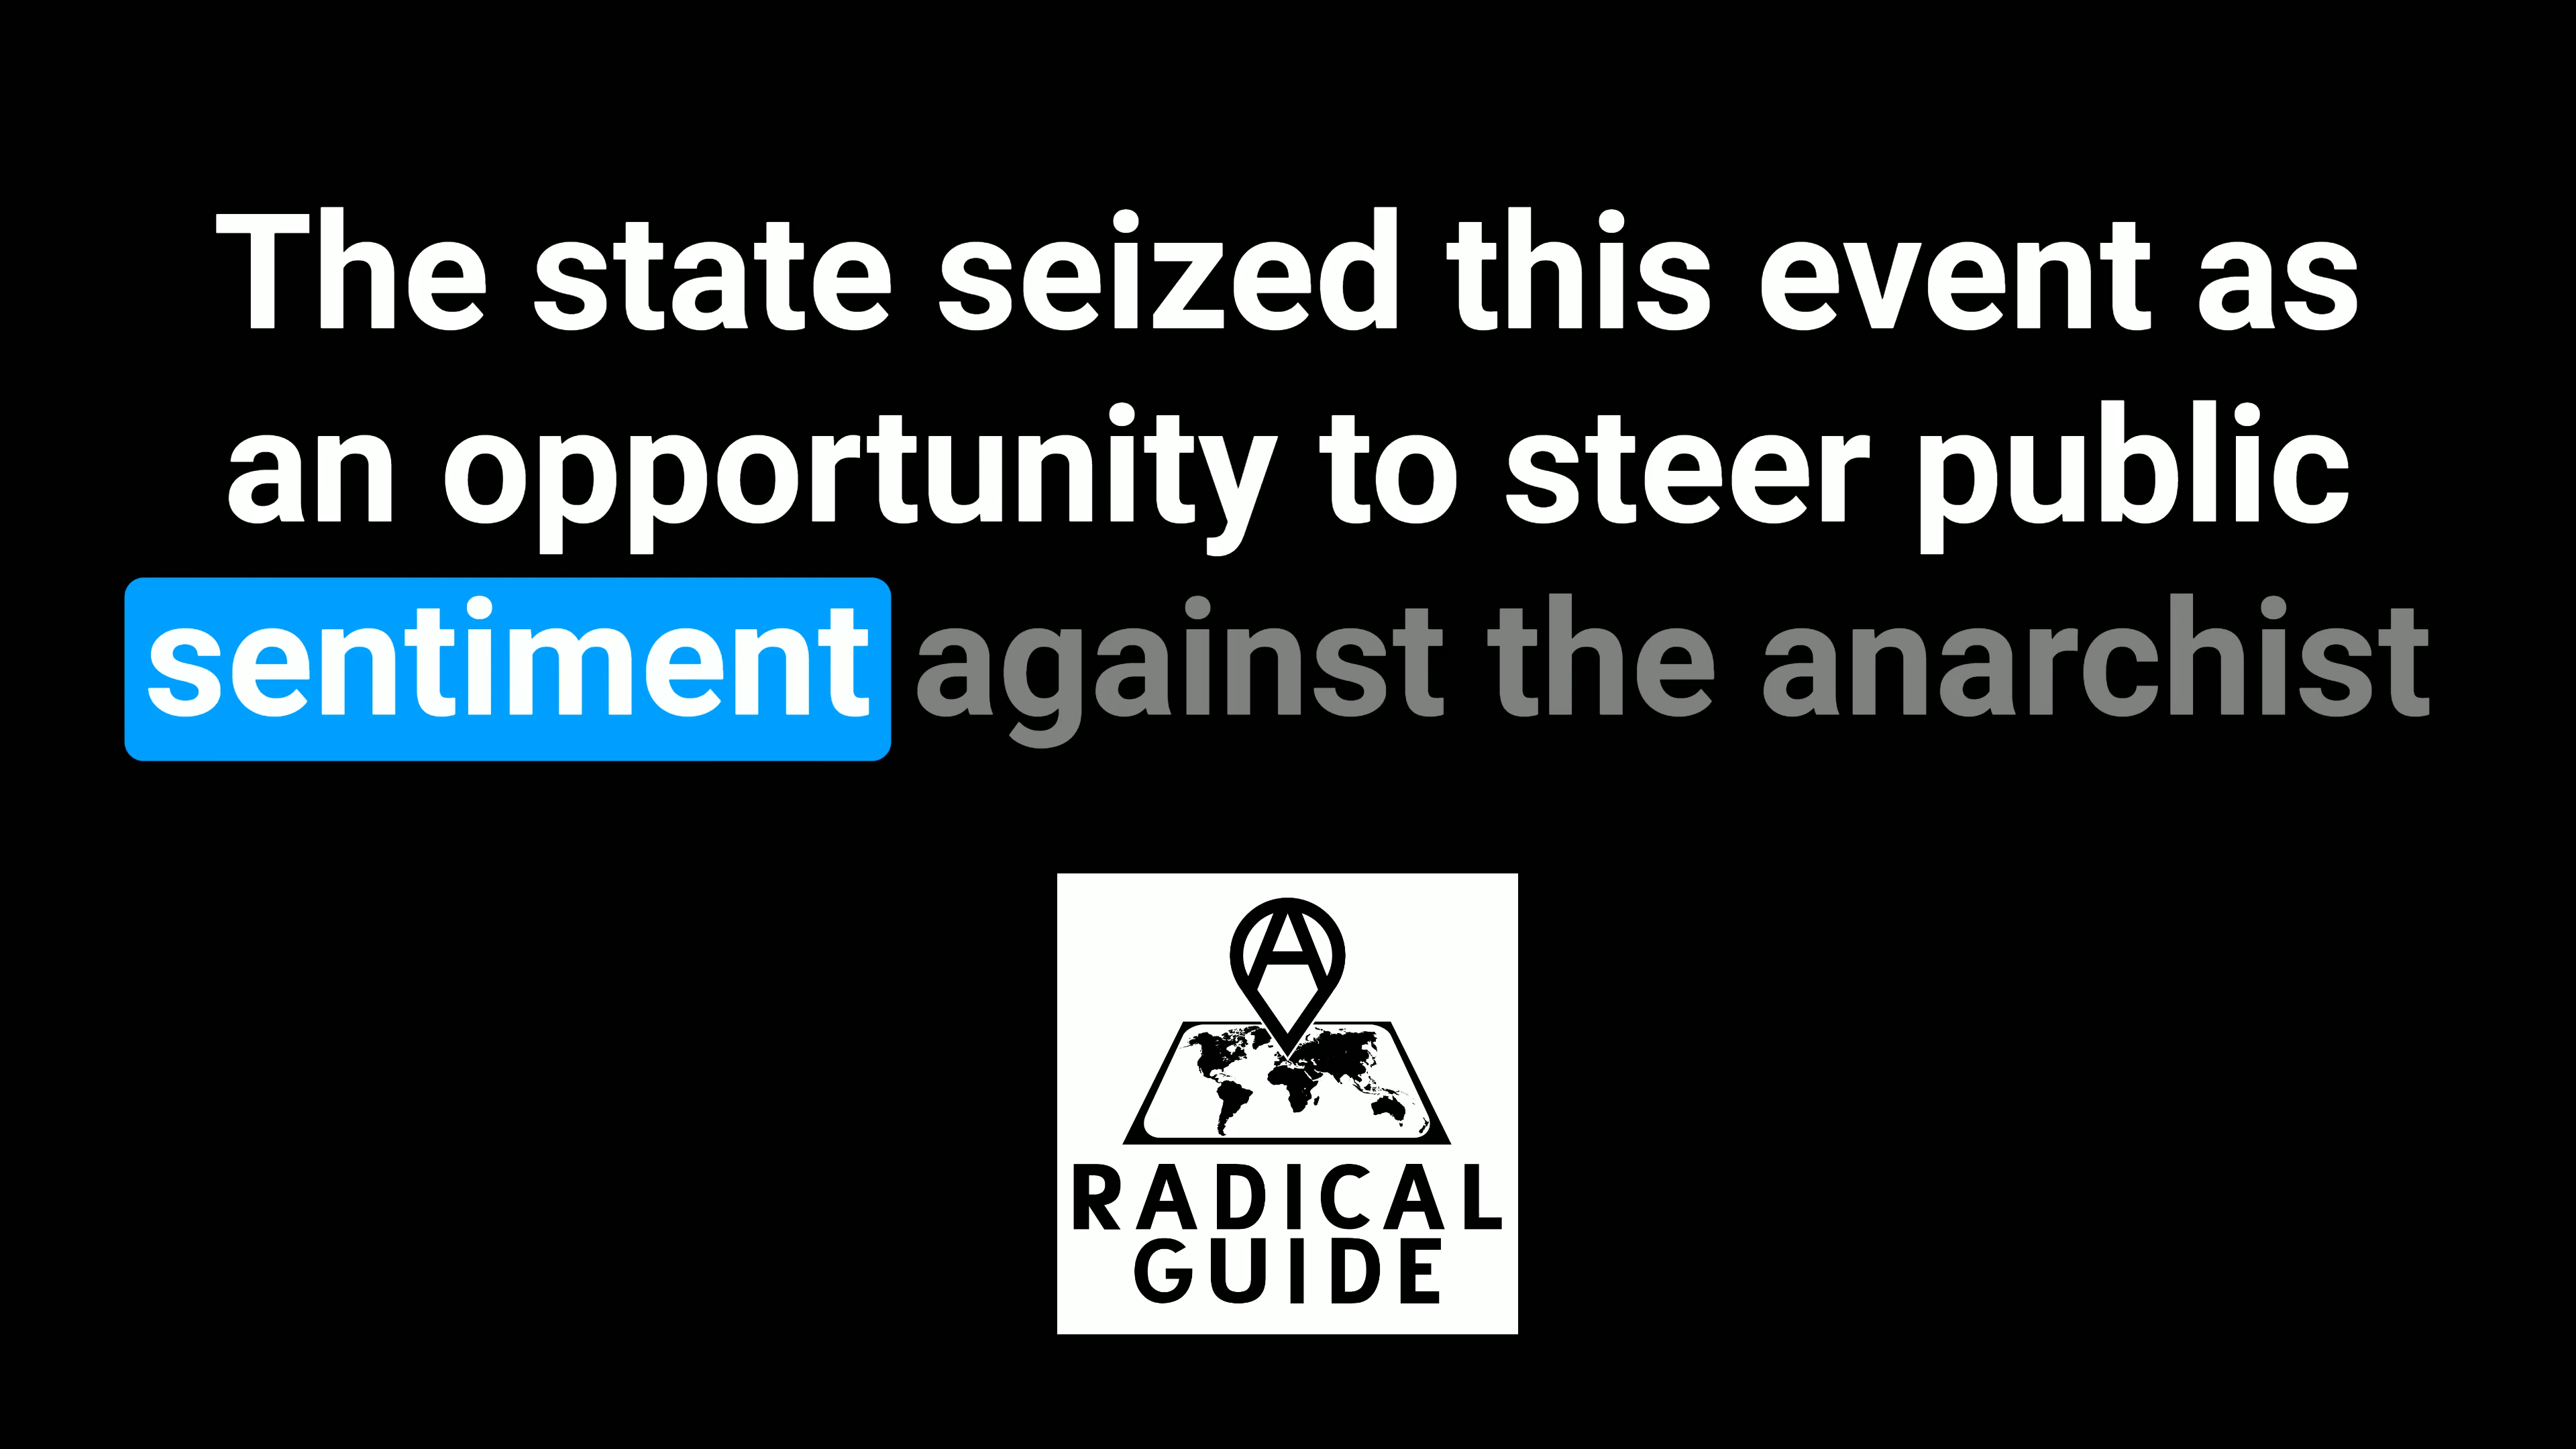 The state seized this event as
an opportunity to steer public
sentiment against the anarchist
A
RADICAL
GUIDE